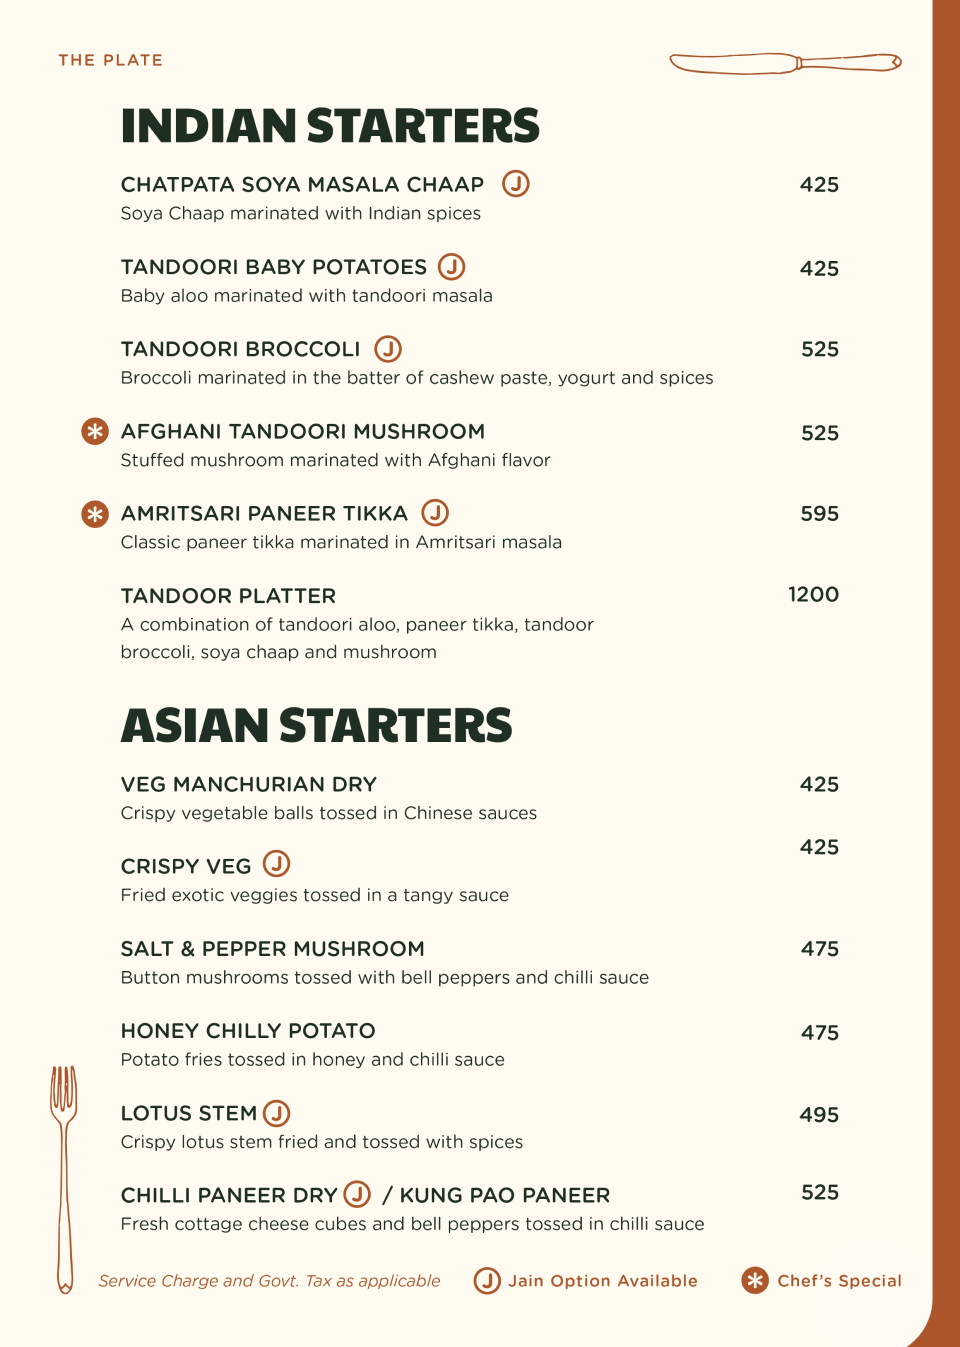 THE PLATE
INDIAN STARTERS
CHATPATA SOYA MASALA CHAAP J 425
Soya Chaap marinated with Indian spices
TANDOORI BABY POTATOES J 425
Baby aloo marinated with tandoori masala
TANDOORI BROCCOLI J 525
Broccoli marinated in the batter of cashew paste, yogurt and spices
* AFGHANI TANDOORI MUSHROOM 525
Stuffed mushroom marinated with Afghani flavor
* AMRITSARI PANEER TIKKA J 595
Classic paneer tikka marinated in Amritsari masala
TANDOOR PLATTER 1200
A combination of tandoori aloo, paneer tikka, tandoor
broccoli, soya chaap and mushroom
ASIAN STARTERS
VEG MANCHURIAN DRY 425
Crispy vegetable balls tossed in Chinese sauces
CRISPY VEG J 425
Fried exotic veggies tossed in a tangy sauce
SALT & PEPPER MUSHROOM 475
Button mushrooms tossed with bell peppers and chilli sauce
HONEY CHILLY POTATO 475
Potato fries tossed in honey and chilli sauce
LOTUS STEM J 495
Crispy lotus stem fried and tossed with spices
CHILLI PANEER DRY J / KUNG PAO PANEER 525
Fresh cottage cheese cubes and bell peppers tossed in chilli sauce
Service Charge and Govt. Tax as applicable J Jain Option Available * Chef's Special